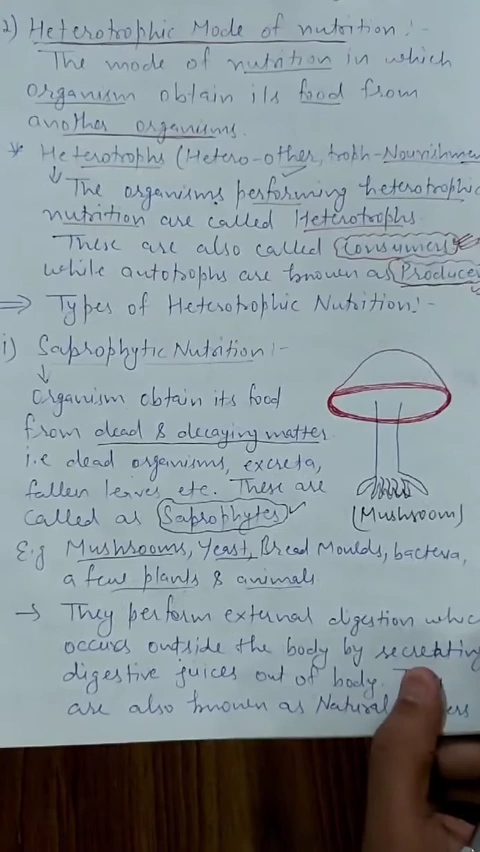 2) Heterotrophic Mode of nutrition :-
The mode of nutrition in which
organism obtain its food from
another organisms.
* Heterotrophs (Hetero-other, troph-Nourishmen
The organisms performing heterotrophic
nutrition are called Heterotrophs.
These are also called Consumers
while autotrophs are known as Producer
⇒ Types of Heterotrophic Nutrition:-
i) Saprophytic Nutrition:-
Organism obtain its food
from dead & decaying matter
i.e dead organisms, excreta,
fallen leaves etc. These are
called as Saprophytes
(Mushroom)
E.g Mushrooms, Yeast, Bread Moulds, bacteria,
a few plants & animals
→ They perform external digestion whic
occurs outside the body by secreting
digestive juices out of body.
are also known as Natural